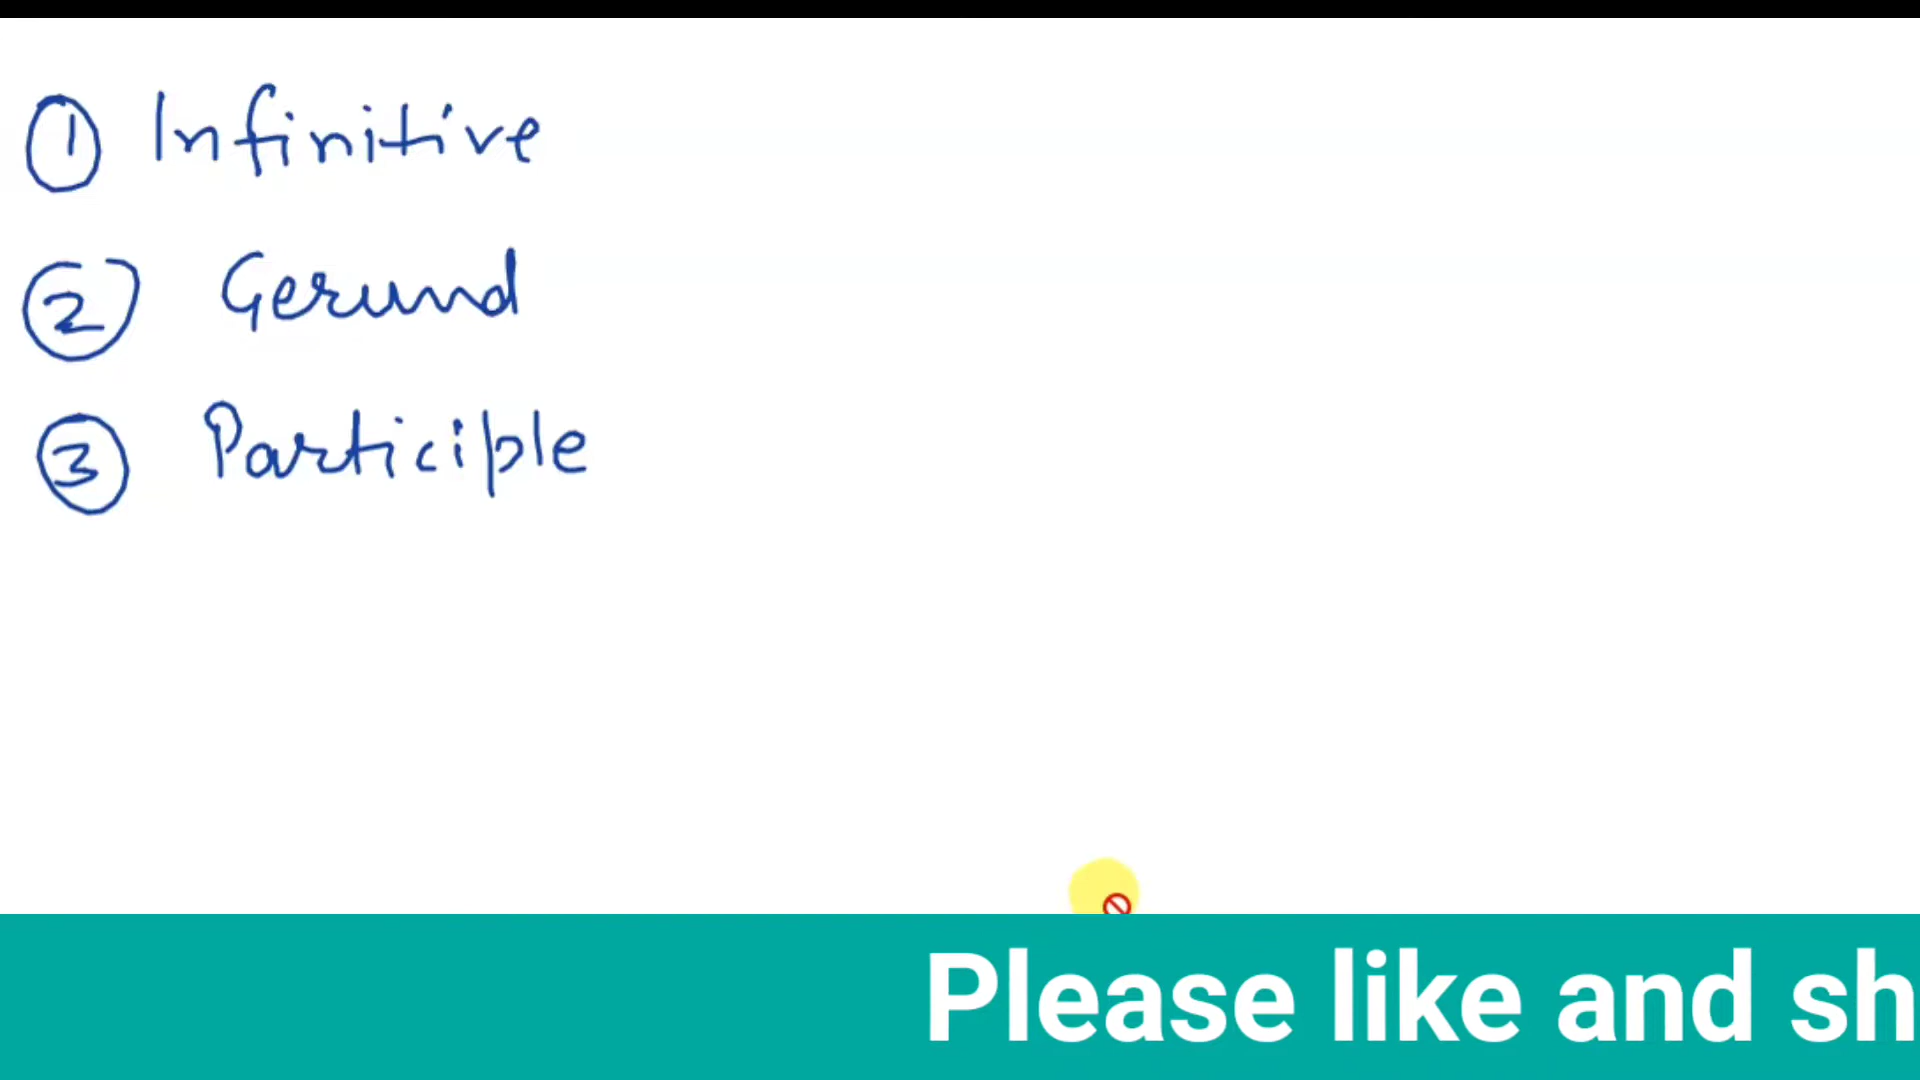 ① Infinitive
② Gerund
③ Participle
Please like and sh